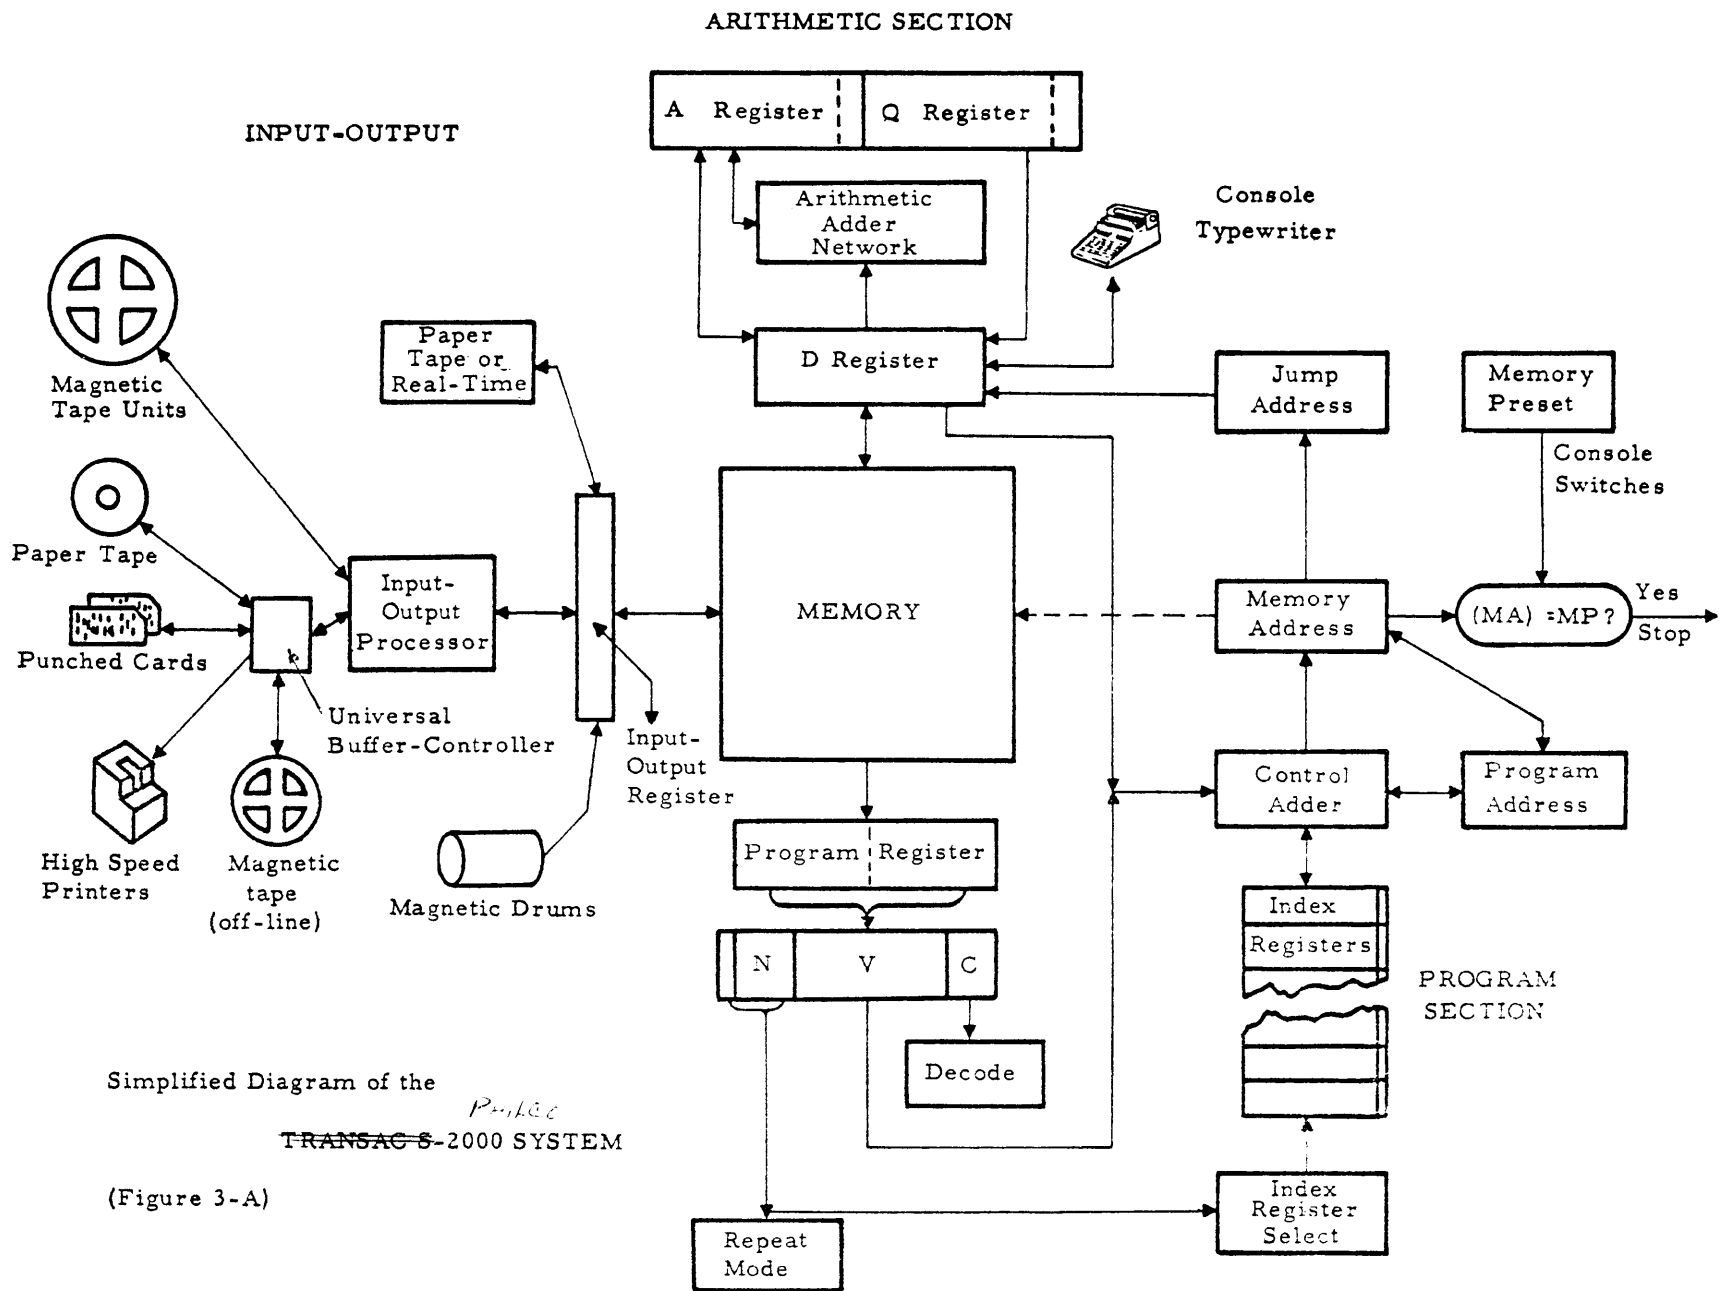 ARITHMETIC SECTION
INPUT-OUTPUT
A Register
Q Register
Arithmetic
Adder
Network
Console
Typewriter
Magnetic
Tape Units
Paper
Tape or
Real-Time
D Register
Jump
Address
Memory
Preset
Console
Switches
Paper Tape
Punched Cards
Input-
Output
Processor
MEMORY
Memory
Address
(MA) =MP?
Yes
Stop
Universal
Buffer-Controller
Input-
Output
Register
Control
Adder
Program
Address
High Speed
Printers
Magnetic
tape
(off-line)
Magnetic Drums
Program Register
N V C
Decode
Index
Registers
PROGRAM
SECTION
Simplified Diagram of the
Philco
TRANSAC S-2000 SYSTEM
(Figure 3-A)
Repeat
Mode
Index
Register
Select